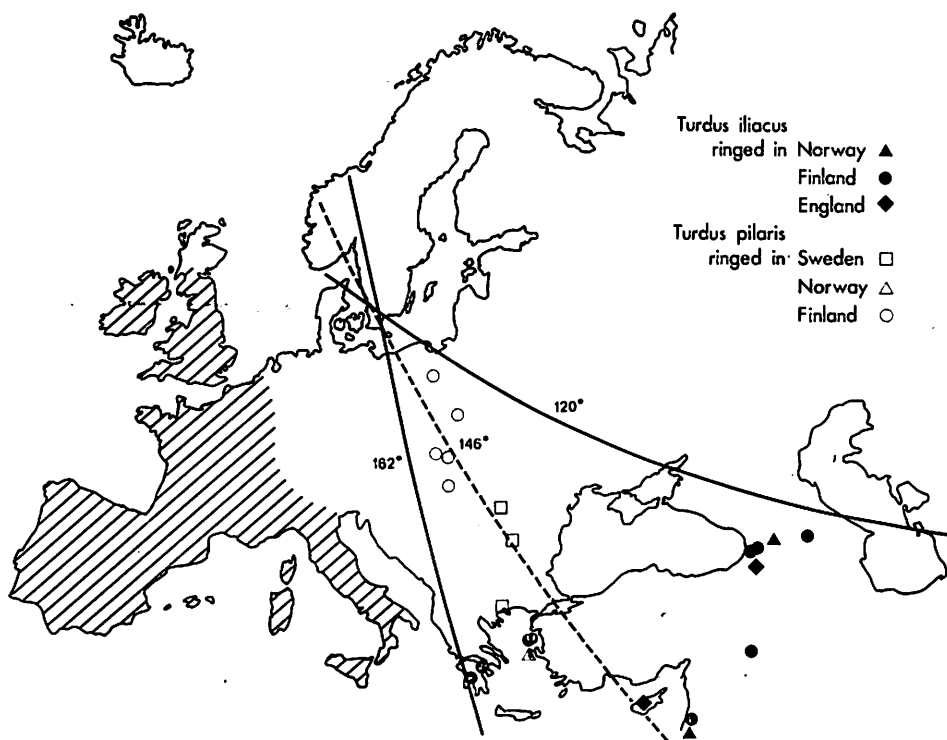 Turdus iliacus
ringed in Norway ▲
Finland ●
England ◆
Turdus pilaris
ringed in Sweden □
Norway △
Finland ○
120°
146°
162°